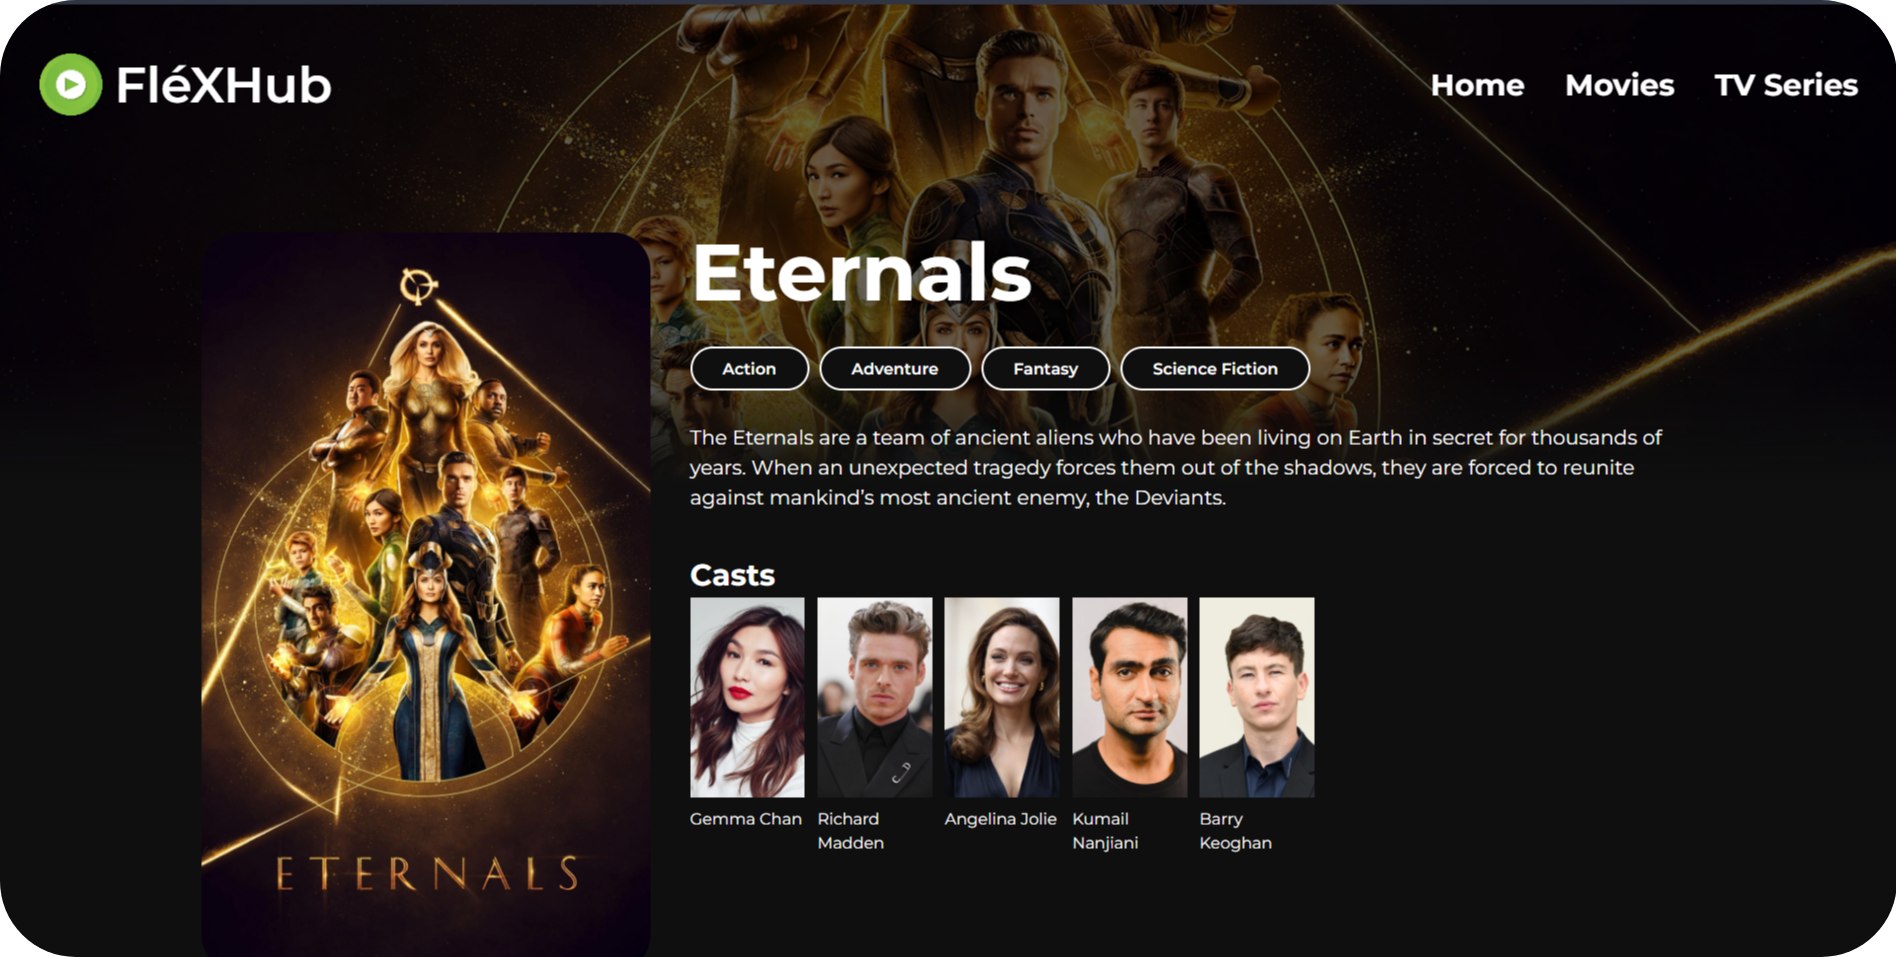 FléXHub
Home
Movies
TV Series
Eternals
Action
Adventure
Fantasy
Science Fiction
The Eternals are a team of ancient aliens who have been living on Earth in secret for thousands of
years. When an unexpected tragedy forces them out of the shadows, they are forced to reunite
against mankind's most ancient enemy, the Deviants.
Casts
Gemma Chan
Richard
Madden
Angelina Jolie
Kumail
Nanjiani
Barry
Keoghan
ETERNALS